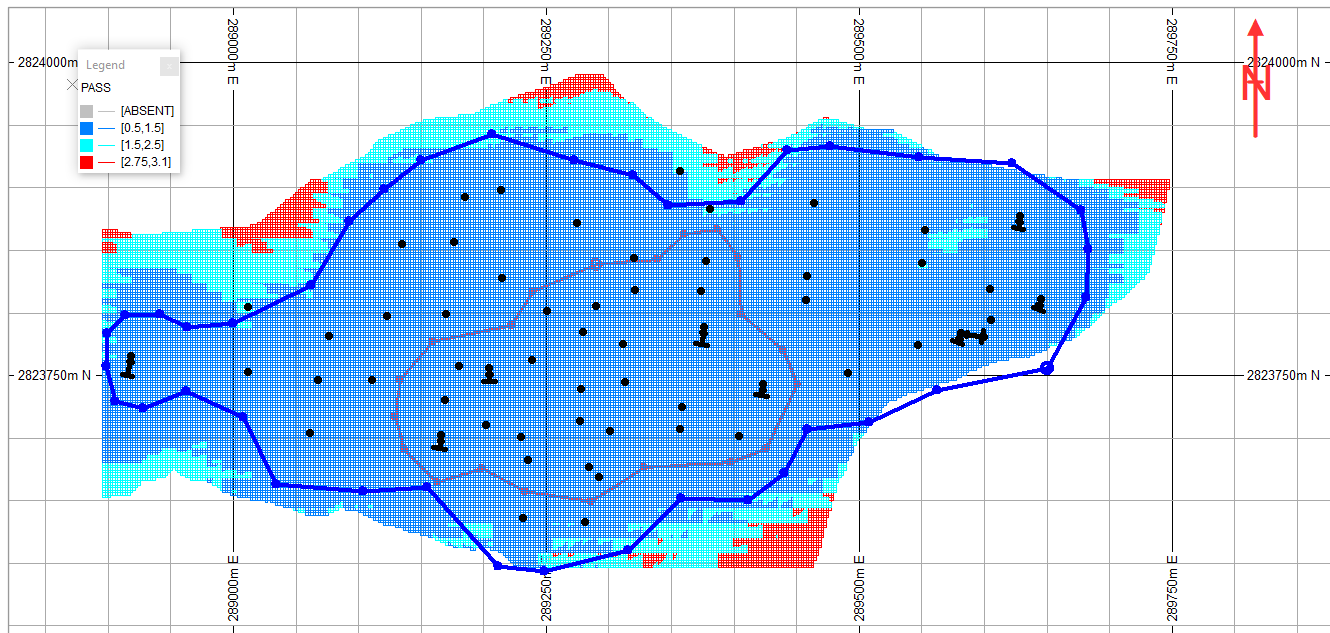 289000m E
289250m E
289500m E
289750m E
2824000m N
2824000m N
N
Legend
PASS
[ABSENT]
[0.5,1.5]
[1.5,2.5]
[2.75,3.1]
2823750m N
2823750m N
289000m E
289250m E
289500m E
289750m E